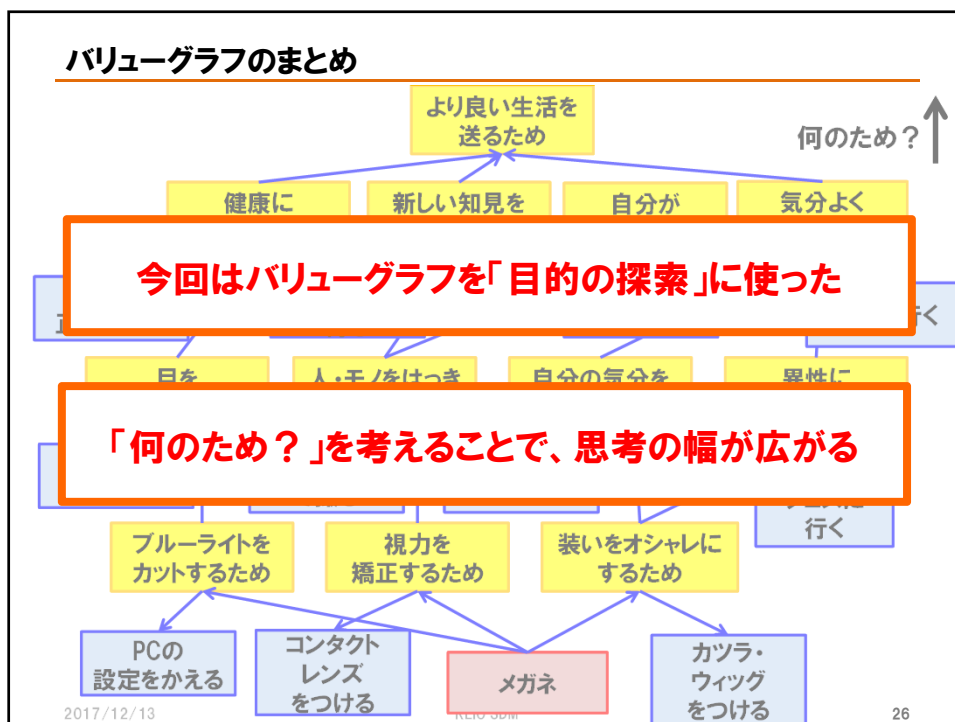 バリューグラフのまとめ
より良い生活を
送るため
何のため?
健康に
新しい知見を
自分が
気分よく
今回はバリューグラフを「目的の探索」に使った
行く
目を
人・モノをはっき
自分の気分を
異性に
「何のため?」を考えることで、思考の幅が広がる
行く
ブルーライトを
カットするため
視力を
矯正するため
装いをオシャレに
するため
PCの
設定をかえる
コンタクト
レンズ
をつける
メガネ
カツラ・
ウィッグ
をつける
2017/12/13
KEIO SDM
26